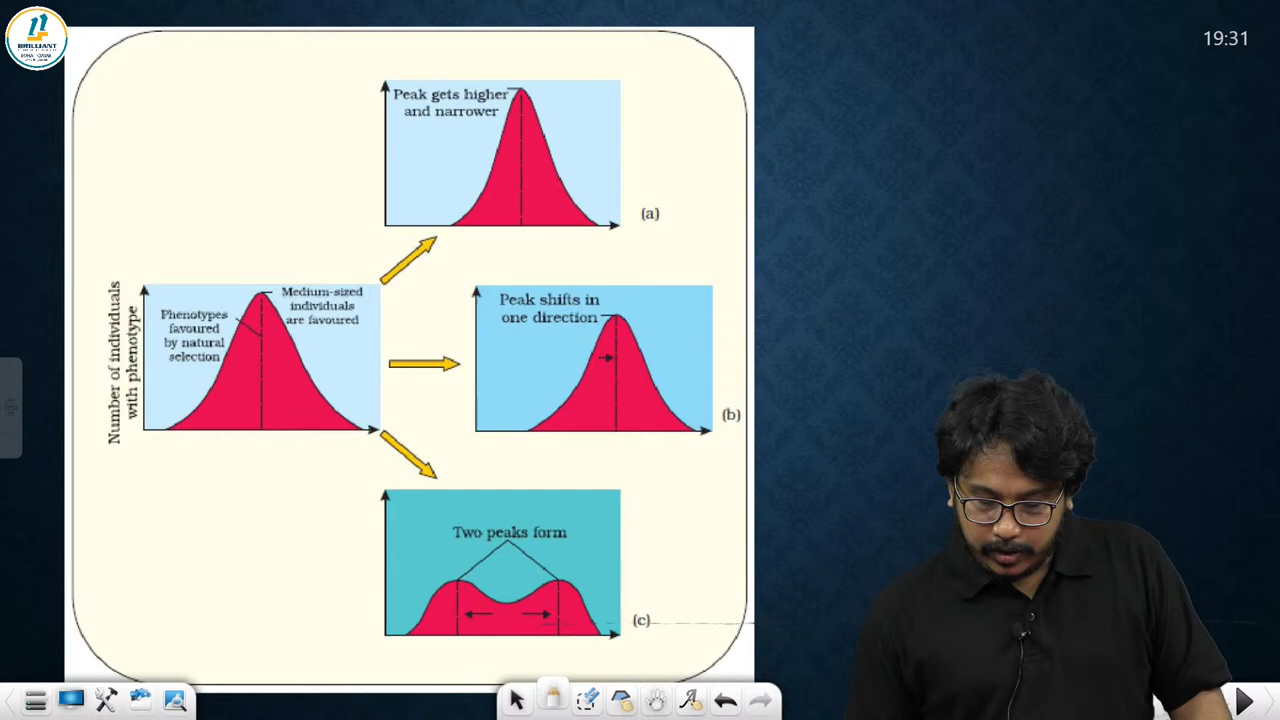 BRILLIANT
19:31
Peak gets higher
and narrower
(a)
Number of individuals
with phenotype
Phenotypes
favoured
by natural
selection
Medium-sized
individuals
are favoured
Peak shifts in
one direction
(b)
Two peaks form
(c)